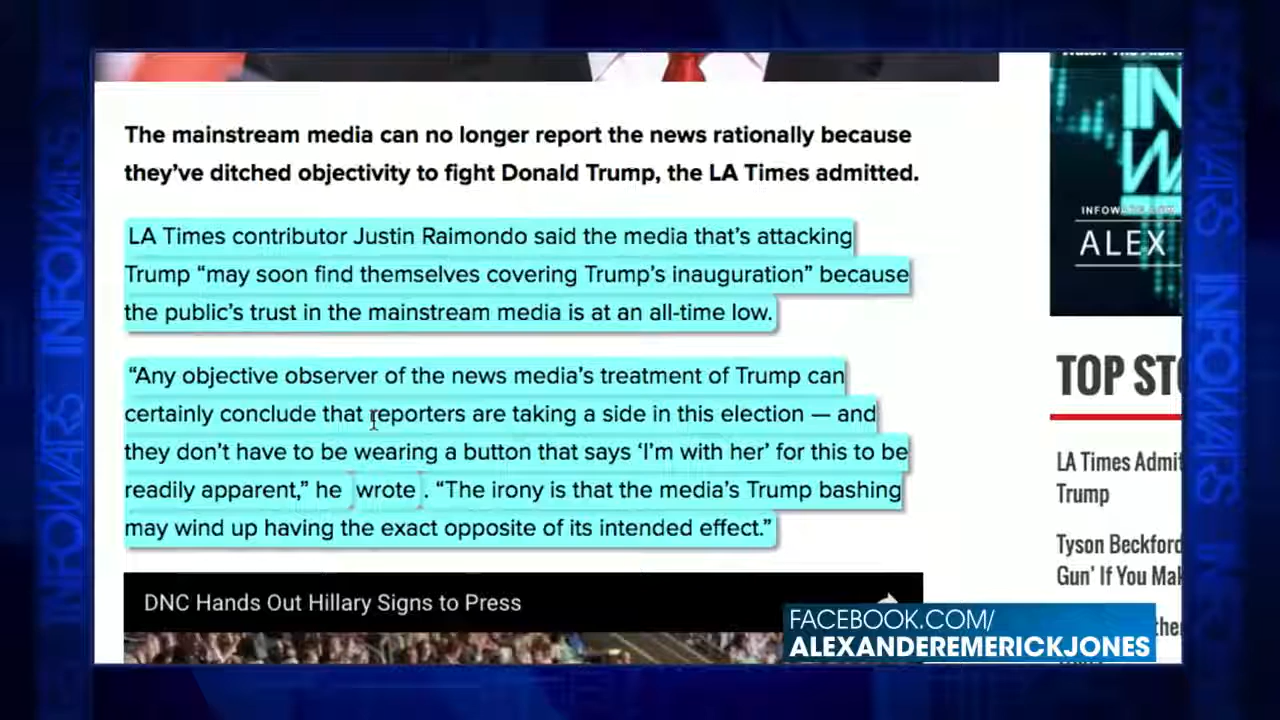 The mainstream media can no longer report the news rationally because
they've ditched objectivity to fight Donald Trump, the LA Times admitted.
LA Times contributor Justin Raimondo said the media that's attacking
Trump “may soon find themselves covering Trump's inauguration” because
the public's trust in the mainstream media is at an all-time low.
“Any objective observer of the news media's treatment of Trump can
certainly conclude that reporters are taking a side in this election — and
they don't have to be wearing a button that says ‘I'm with her’ for this to be
readily apparent,” he wrote . “The irony is that the media's Trump bashing
may wind up having the exact opposite of its intended effect.”
DNC Hands Out Hillary Signs to Press
ALEX
TOP
LA Times
Trump
Tyson Beckford
Gun' If You
FACEBOOK.COM/
ALEXANDEREMERICKJONES
INFOWARS
INFOWARS